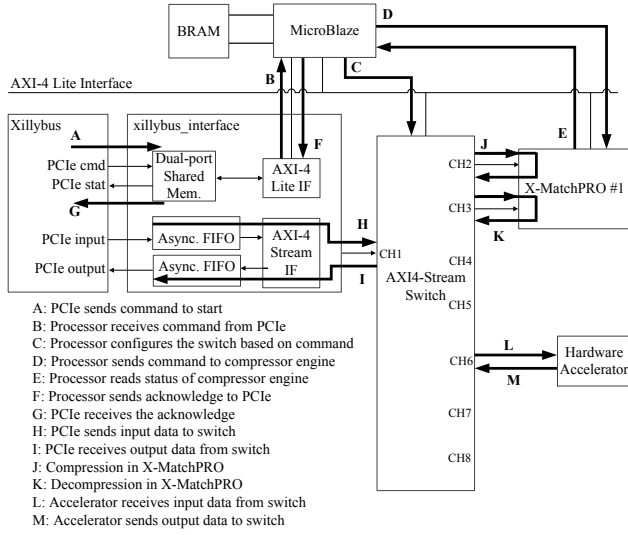 D
BRAM
MicroBlaze
B
C
AXI-4 Lite Interface
Xillybus
xillybus_interface
A
F
J
E
PCIe cmd
Dual-port
Shared
Mem.
AXI-4
Lite IF
CH2
X-MatchPRO #1
PCIe stat
G
H
CH3
K
PCIe input
Async. FIFO
AXI-4
Stream
IF
CH1
PCIe output
Async. FIFO
I
AXI4-Stream
Switch
CH4
CH5
A: PCIe sends command to start
B: Processor receives command from PCIe
C: Processor configures the switch based on command
D: Processor sends command to compressor engine
E: Processor reads status of compressor engine
F: Processor sends acknowledge to PCIe
G: PCIe receives the acknowledge
H: PCIe sends input data to switch
I: PCIe receives output data from switch
J: Compression in X-MatchPRO
K: Decompression in X-MatchPRO
L: Accelerator receives input data from switch
M: Accelerator sends output data to switch
L
CH6
M
Hardware
Accelerator
CH7
CH8